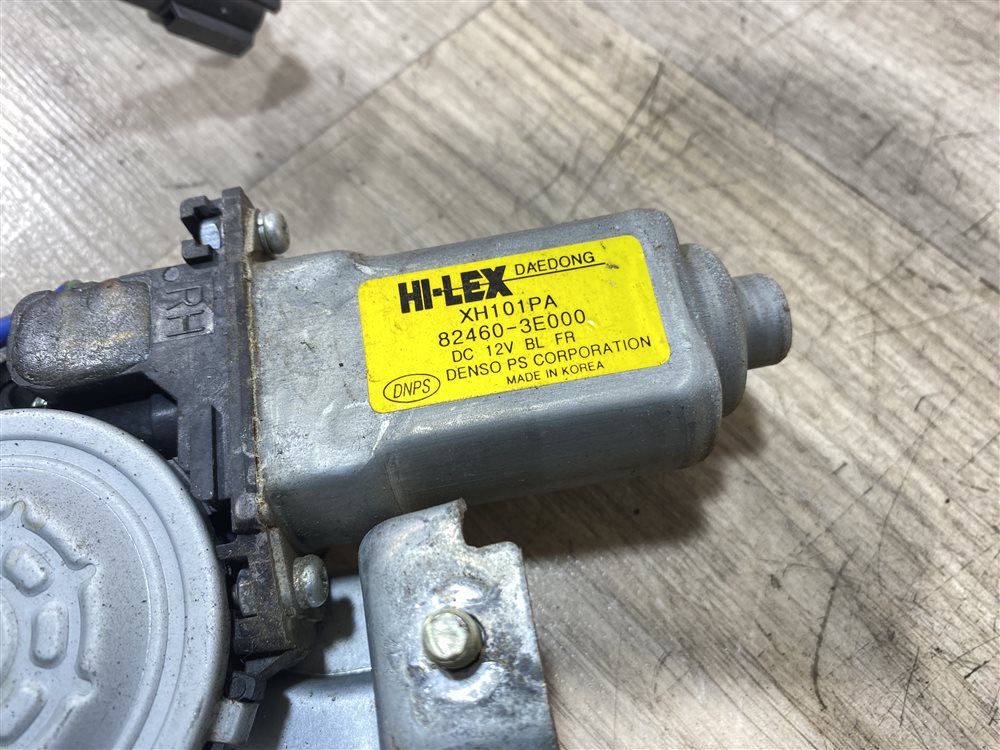 HI-LEX DAEDONG
XH101PA
82460-3E000
DC 12V BL FR
DENSO PS CORPORATION
DNPS MADE IN KOREA
.RH